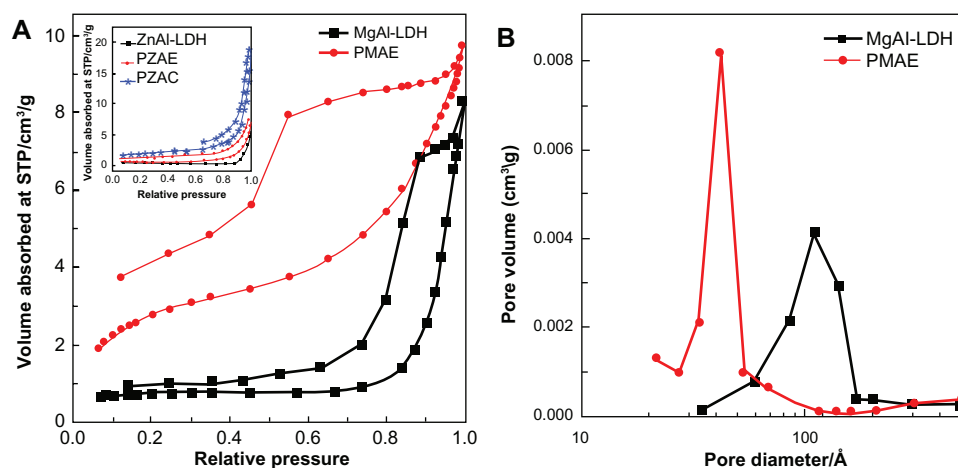 A
B
ZnAl-LDH
PZAE
PZAC
Volume absorbed at STP/cm³/g
25
20
15
10
5
0
0.0 0.2 0.4 0.6 0.8 1.0
Relative pressure
MgAl-LDH
PMAE
Volume absorbed at STP/cm³/g
10
8
6
4
2
0
0.0 0.2 0.4 0.6 0.8 1.0
Relative pressure
MgAl-LDH
PMAE
Pore volume (cm³\g)
0.008
0.006
0.004
0.002
0.000
10 100
Pore diameter/Å